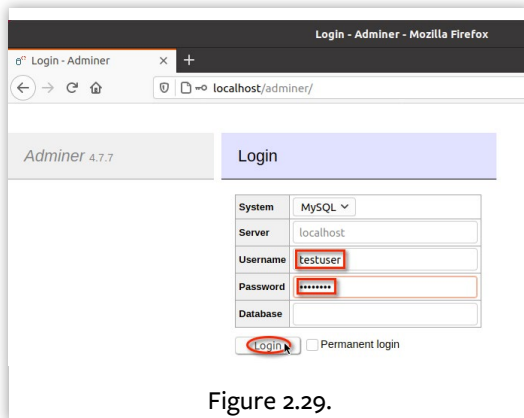 Login - Adminer - Mozilla Firefox
Login - Adminer × +
localhost/adminer/
Adminer 4.7.7
Login
System MySQL
Server localhost
Username testuser
Password ••••••••
Database
Login Permanent login
Figure 2.29.